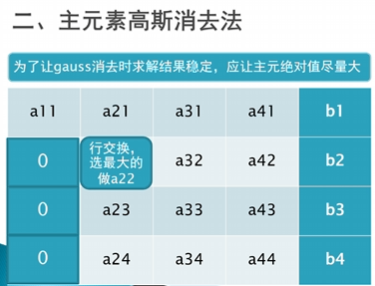 二、主元素高斯消去法
为了让gauss消去时求解结果稳定，应让主元绝对值尽量大
a11 a21 a31 a41 b1
0 行交换，选最大的做a22 a32 a42 b2
0 a23 a33 a43 b3
0 a24 a34 a44 b4